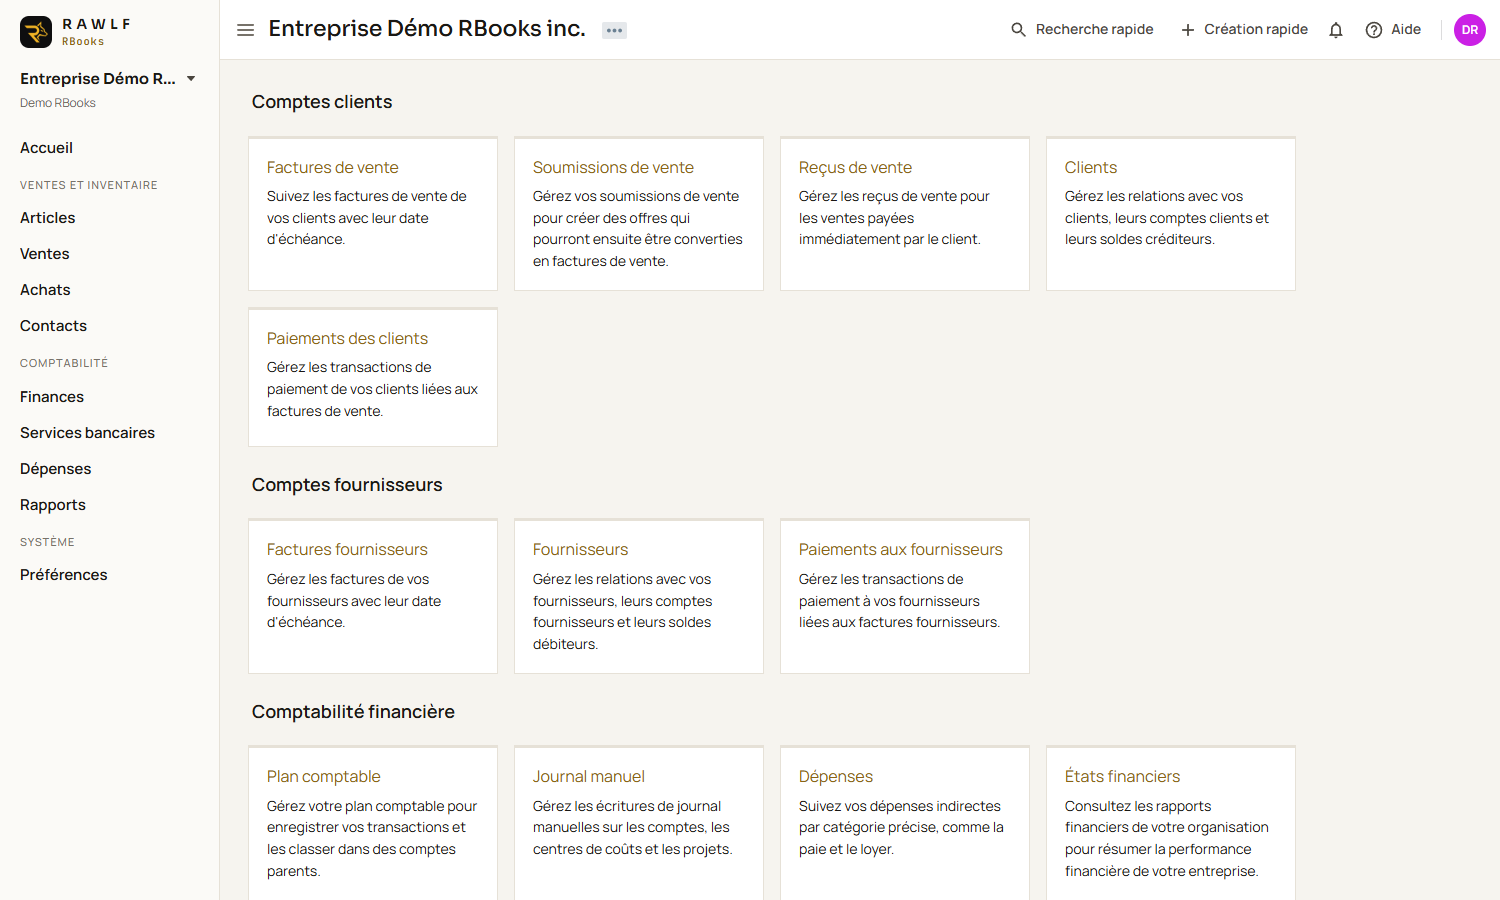 RAWLF
RBooks
Entreprise Démo R...
Demo RBooks
Accueil
VENTES ET INVENTAIRE
Articles
Ventes
Achats
Contacts
COMPTABILITÉ
Finances
Services bancaires
Dépenses
Rapports
SYSTÈME
Préférences
Entreprise Démo RBooks inc.
Recherche rapide
Création rapide
Aide
DR
Comptes clients
Factures de vente
Suivez les factures de vente de
vos clients avec leur date
d'échéance.
Soumissions de vente
Gérez vos soumissions de vente
pour créer des offres qui
pourront ensuite être converties
en factures de vente.
Reçus de vente
Gérez les reçus de vente pour
les ventes payées
immédiatement par le client.
Clients
Gérez les relations avec vos
clients, leurs comptes clients et
leurs soldes créditeurs.
Paiements des clients
Gérez les transactions de
paiement de vos clients liées aux
factures de vente.
Comptes fournisseurs
Factures fournisseurs
Gérez les factures de vos
fournisseurs avec leur date
d'échéance.
Fournisseurs
Gérez les relations avec vos
fournisseurs, leurs comptes
fournisseurs et leurs soldes
débiteurs.
Paiements aux fournisseurs
Gérez les transactions de
paiement à vos fournisseurs
liées aux factures fournisseurs.
Comptabilité financière
Plan comptable
Gérez votre plan comptable pour
enregistrer vos transactions et
les classer dans des comptes
parents.
Journal manuel
Gérez les écritures de journal
manuelles sur les comptes, les
centres de coûts et les projets.
Dépenses
Suivez vos dépenses indirectes
par catégorie précise, comme la
paie et le loyer.
États financiers
Consultez les rapports
financiers de votre organisation
pour résumer la performance
financière de votre entreprise.